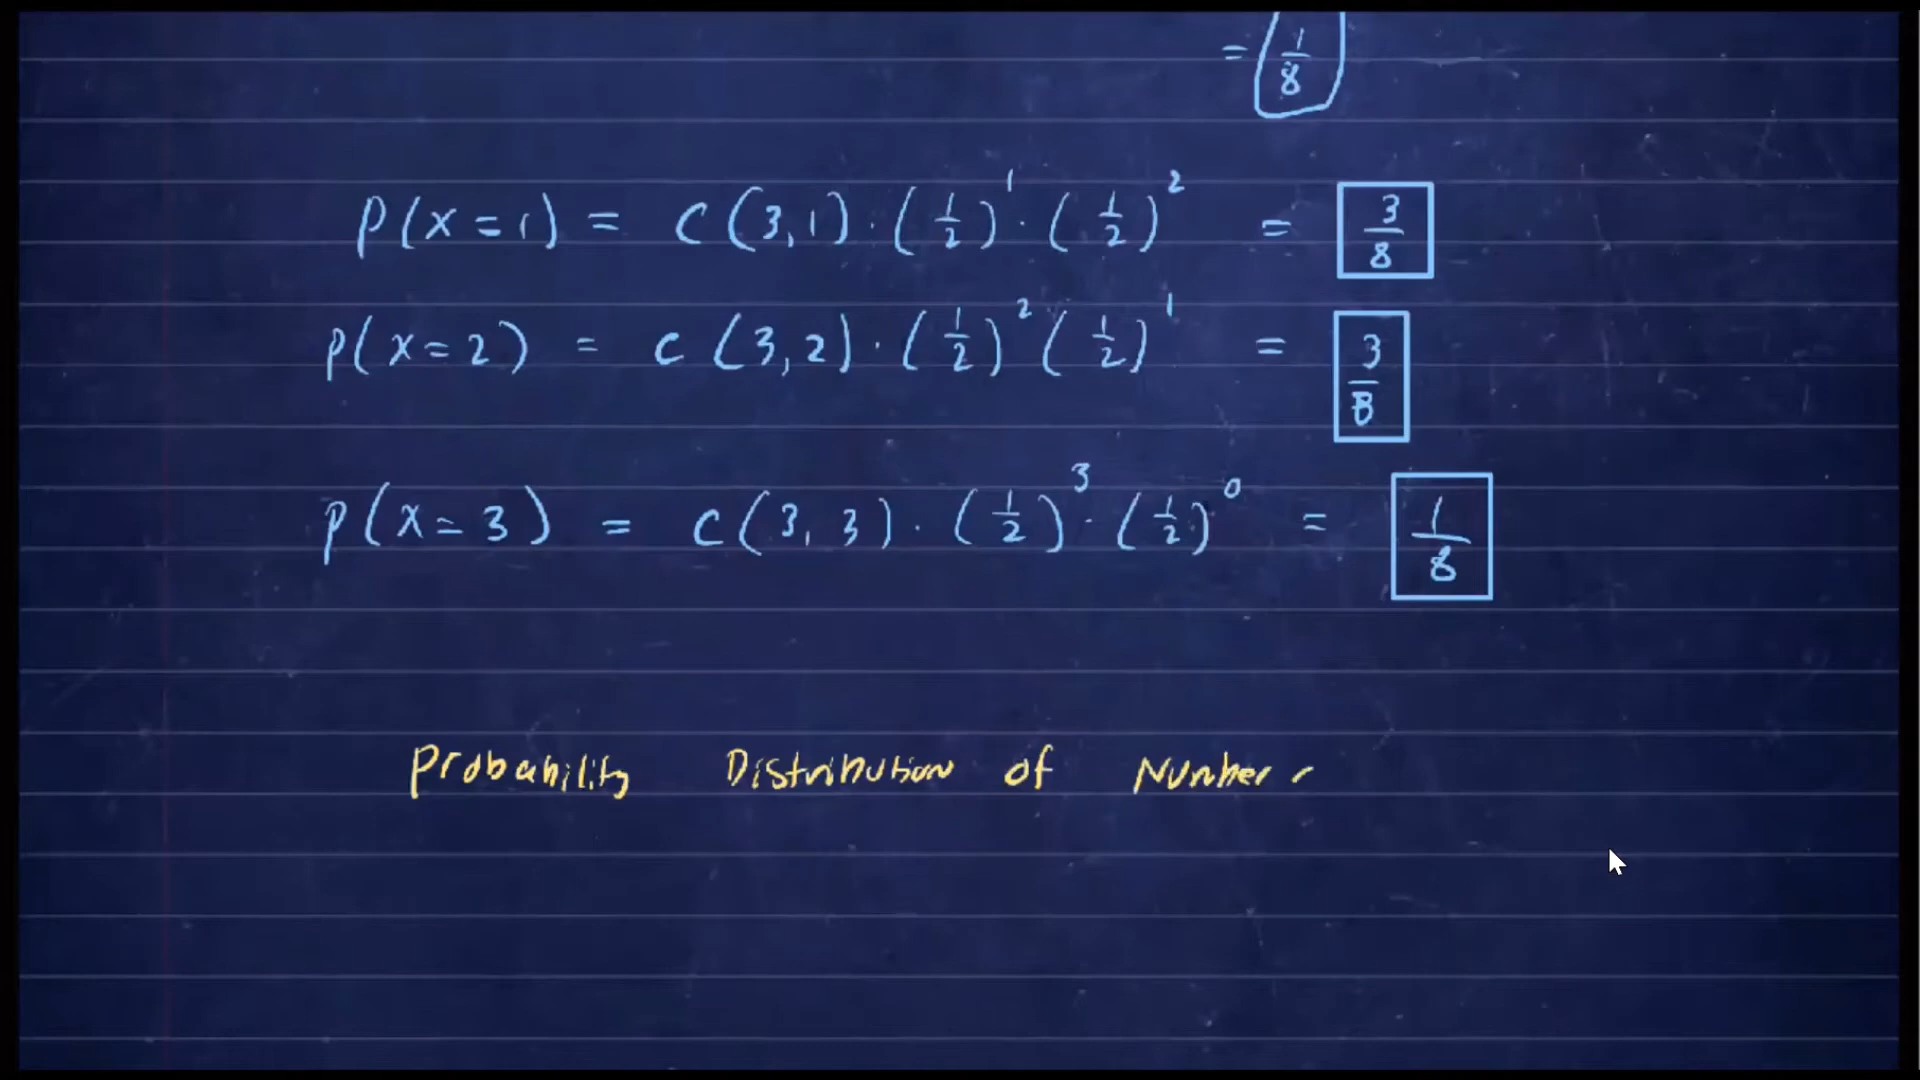 = 1/8
P(x=1) = C(3,1) · (1/2)^1 · (1/2)^2 = 3/8
P(x=2) = C(3,2) · (1/2)^2 (1/2)^1 = 3/8
P(x=3) = C(3,3) · (1/2)^3 · (1/2)^0 = 1/8
Probability Distribution of Number